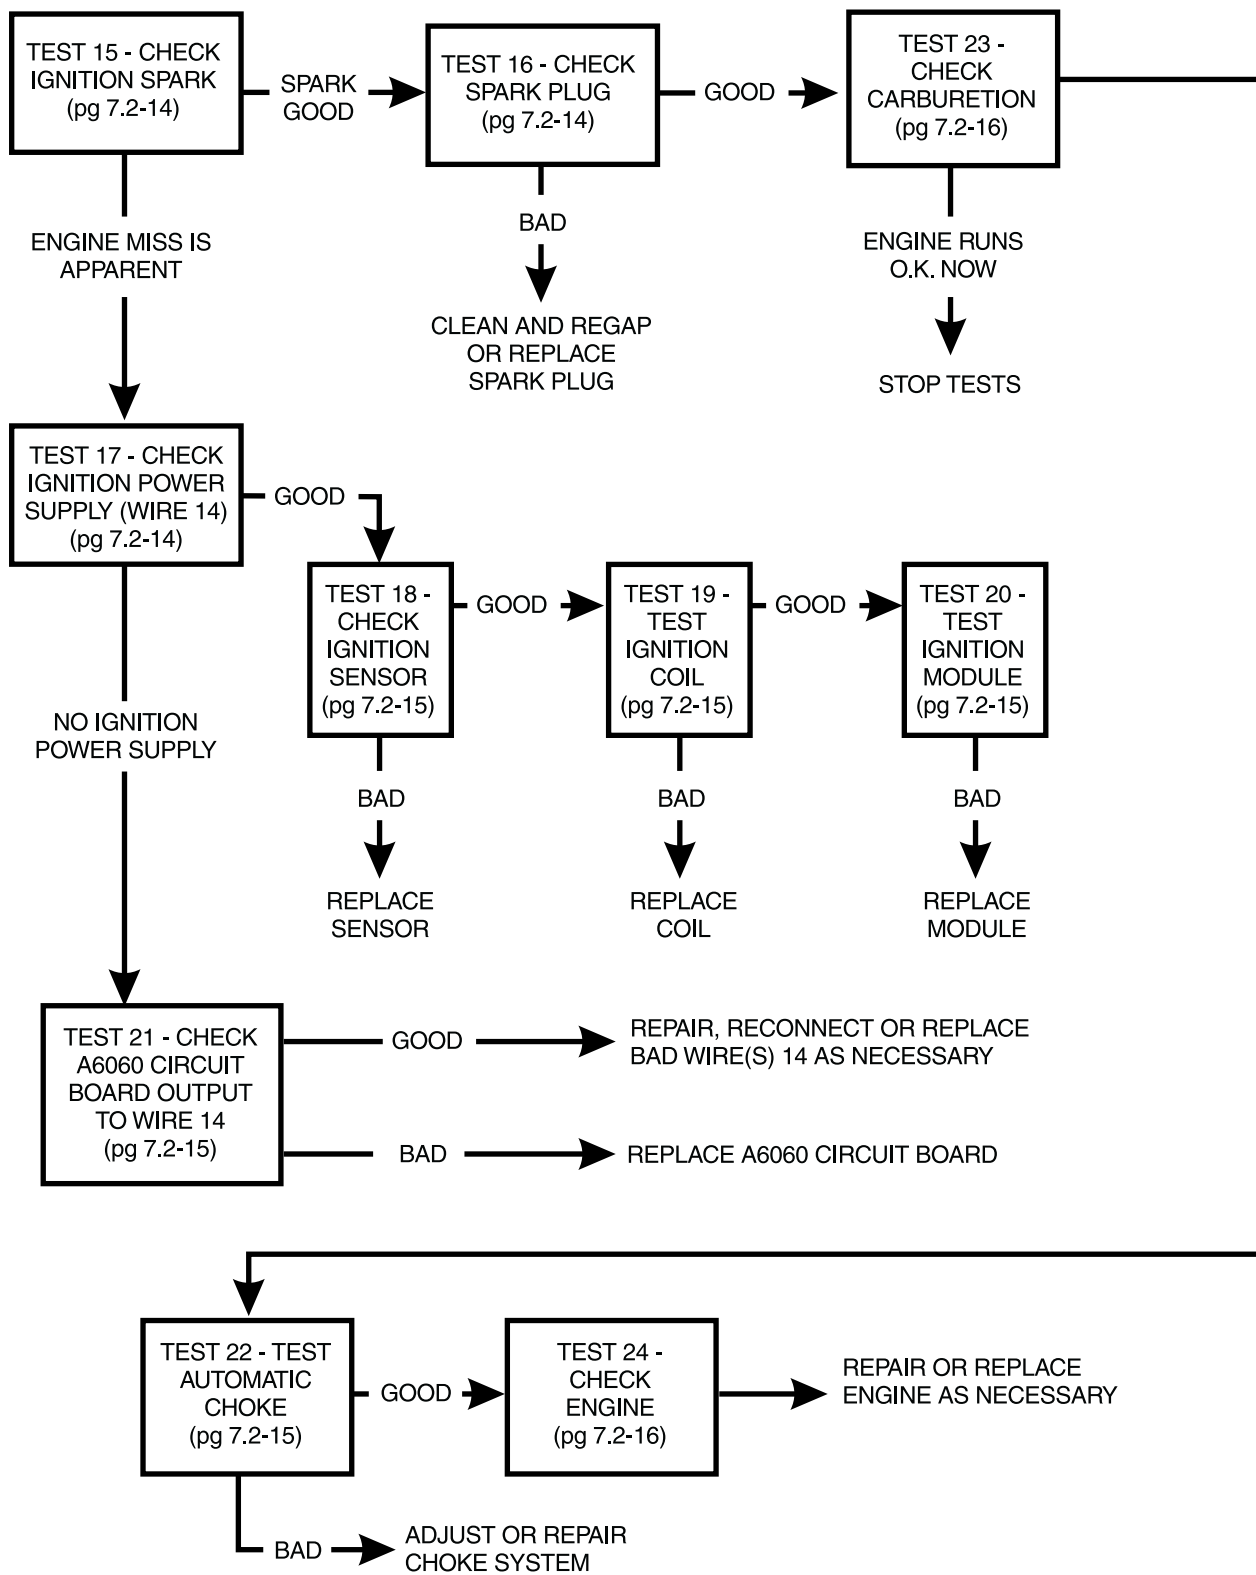 TEST 15 - CHECK
IGNITION SPARK
(pg 7.2-14)
SPARK
GOOD
TEST 16 - CHECK
SPARK PLUG
(pg 7.2-14)
GOOD
TEST 23 -
CHECK
CARBURETION
(pg 7.2-16)
ENGINE MISS IS
APPARENT
BAD
CLEAN AND REGAP
OR REPLACE
SPARK PLUG
ENGINE RUNS
O.K. NOW
STOP TESTS
TEST 17 - CHECK
IGNITION POWER
SUPPLY (WIRE 14)
(pg 7.2-14)
GOOD
TEST 18 -
CHECK
IGNITION
SENSOR
(pg 7.2-15)
GOOD
TEST 19 -
TEST
IGNITION
COIL
(pg 7.2-15)
GOOD
TEST 20 -
TEST
IGNITION
MODULE
(pg 7.2-15)
NO IGNITION
POWER SUPPLY
BAD
REPLACE
SENSOR
BAD
REPLACE
COIL
BAD
REPLACE
MODULE
TEST 21 - CHECK
A6060 CIRCUIT
BOARD OUTPUT
TO WIRE 14
(pg 7.2-15)
GOOD
REPAIR, RECONNECT OR REPLACE
BAD WIRE(S) 14 AS NECESSARY
BAD
REPLACE A6060 CIRCUIT BOARD
TEST 22 - TEST
AUTOMATIC
CHOKE
(pg 7.2-15)
GOOD
TEST 24 -
CHECK
ENGINE
(pg 7.2-16)
REPAIR OR REPLACE
ENGINE AS NECESSARY
BAD
ADJUST OR REPAIR
CHOKE SYSTEM